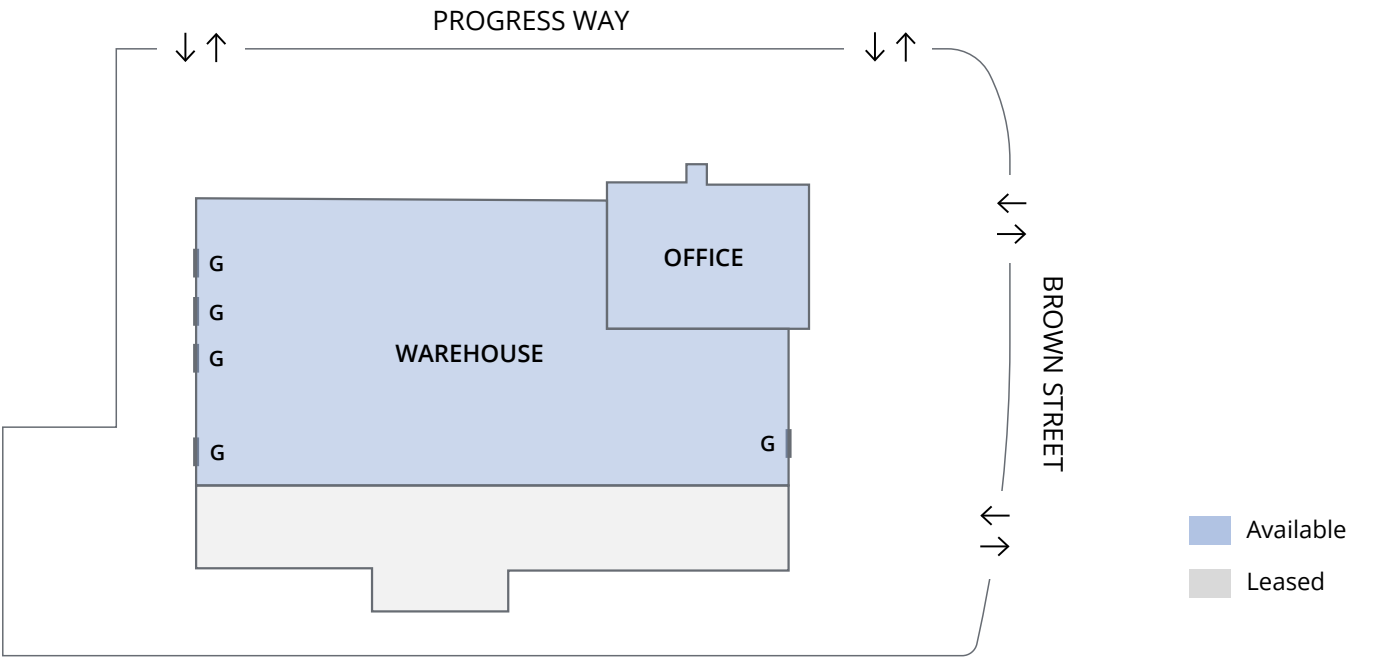 PROGRESS WAY
OFFICE
G
G
WAREHOUSE
G
G
G
BROWN STREET
Available
Leased